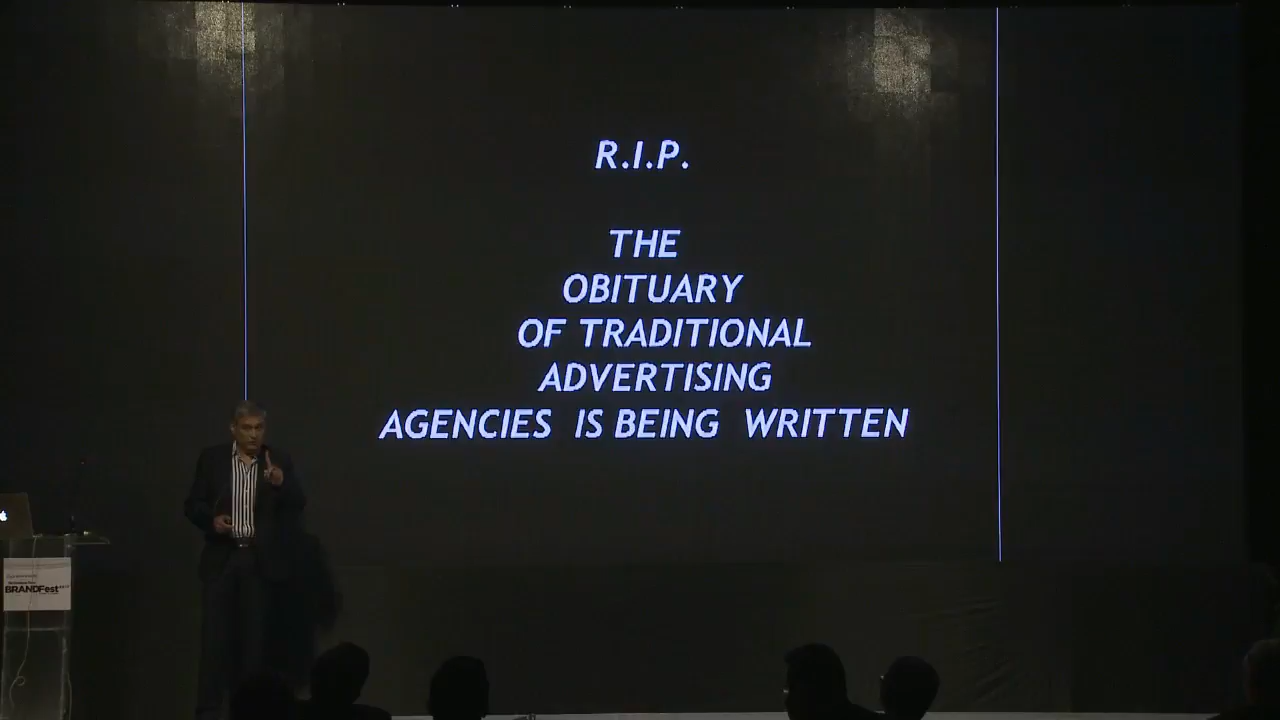 R.I.P.
THE
OBITUARY
OF TRADITIONAL
ADVERTISING
AGENCIES IS BEING WRITTEN
BRANDFest